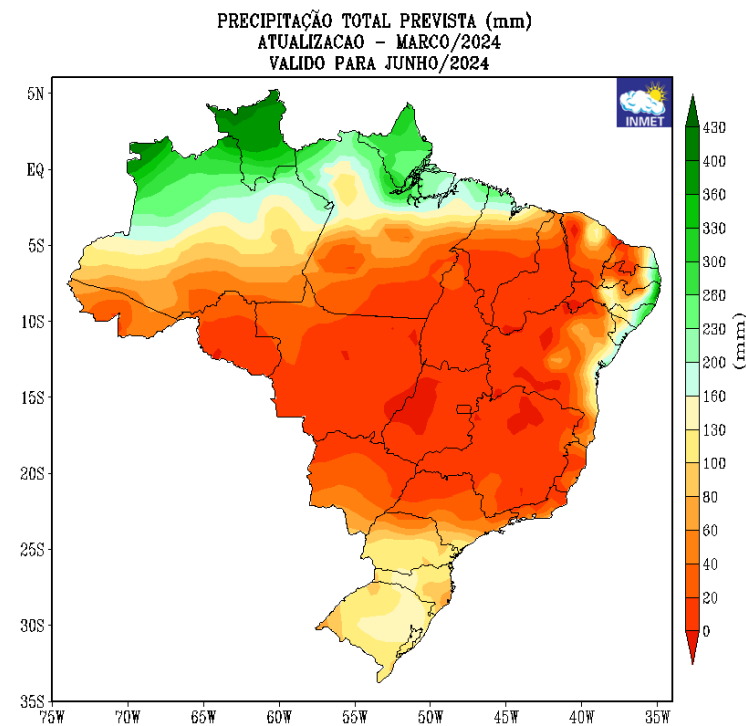 PRECIPITAÇÃO TOTAL PREVISTA (mm)
ATUALIZACAO - MARCO/2024
VALIDO PARA JUNHO/2024
INMET
5N
EQ
5S
10S
15S
20S
25S
30S
35S
75W 70W 65W 60W 55W 50W 45W 40W 35W
430
400
360
330
300
260
230
200
160
130
100
80
60
40
20
0
(mm)